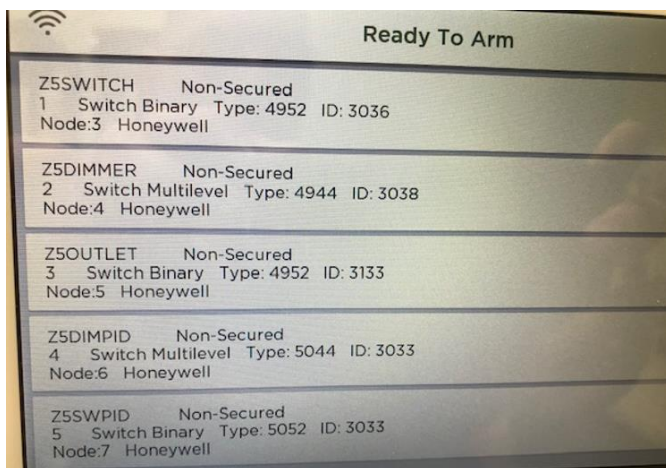 Ready To Arm
Z5SWITCH Non-Secured
1 Switch Binary Type: 4952 ID: 3036
Node:3 Honeywell
Z5DIMMER Non-Secured
2 Switch Multilevel Type: 4944 ID: 3038
Node:4 Honeywell
Z5OUTLET Non-Secured
3 Switch Binary Type: 4952 ID: 3133
Node:5 Honeywell
Z5DIMPID Non-Secured
4 Switch Multilevel Type: 5044 ID: 3033
Node:6 Honeywell
Z5SWPID Non-Secured
5 Switch Binary Type: 5052 ID: 3033
Node:7 Honeywell